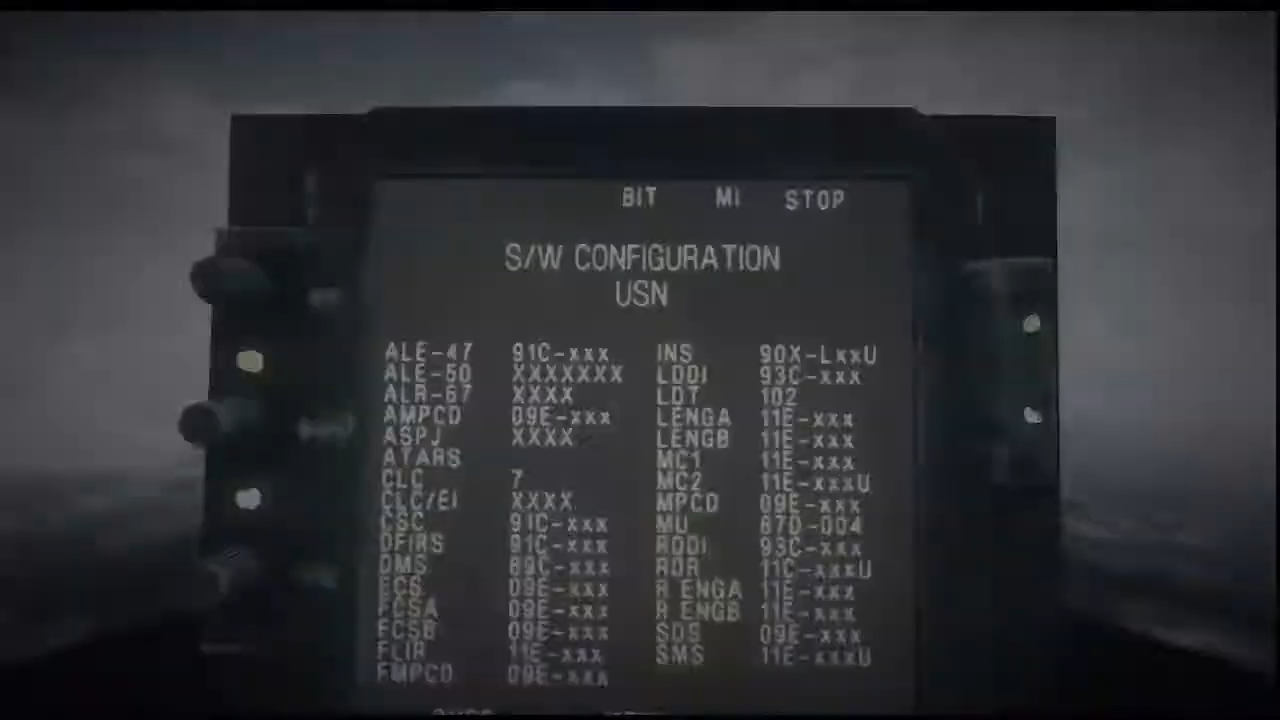 BIT MI STOP
S/W CONFIGURATION
USN
ALE-47 91C-xxx INS 90X-LxxU
ALE-50 XXXXXXX LDDI 93C-xxx
ALR-67 XXXX LDT 102
AMPCD 09E-xxx LENGA 11E-xxx
ASPJ XXXX LENGB 11E-xxx
ATARS MC1 11E-xxx
CLC 7 MC2 11E-xxxU
CLC/EI XXXX MPCD 09E-xxx
CSC 91C-xxx MU 87D-004
DFIRS 91C-xxx RDDI 93C-xxx
DMS 89C-xxx RDR 11C-xxxU
ECS 09E-xxx R ENGA 11E-xxx
FCSA 09E-xxx R ENGB 11E-xxx
FCSB 09E-xxx SDS 09E-xxx
FLIR 11E-xxx SMS 11E-xxxU
FMPCD 09E-xxx